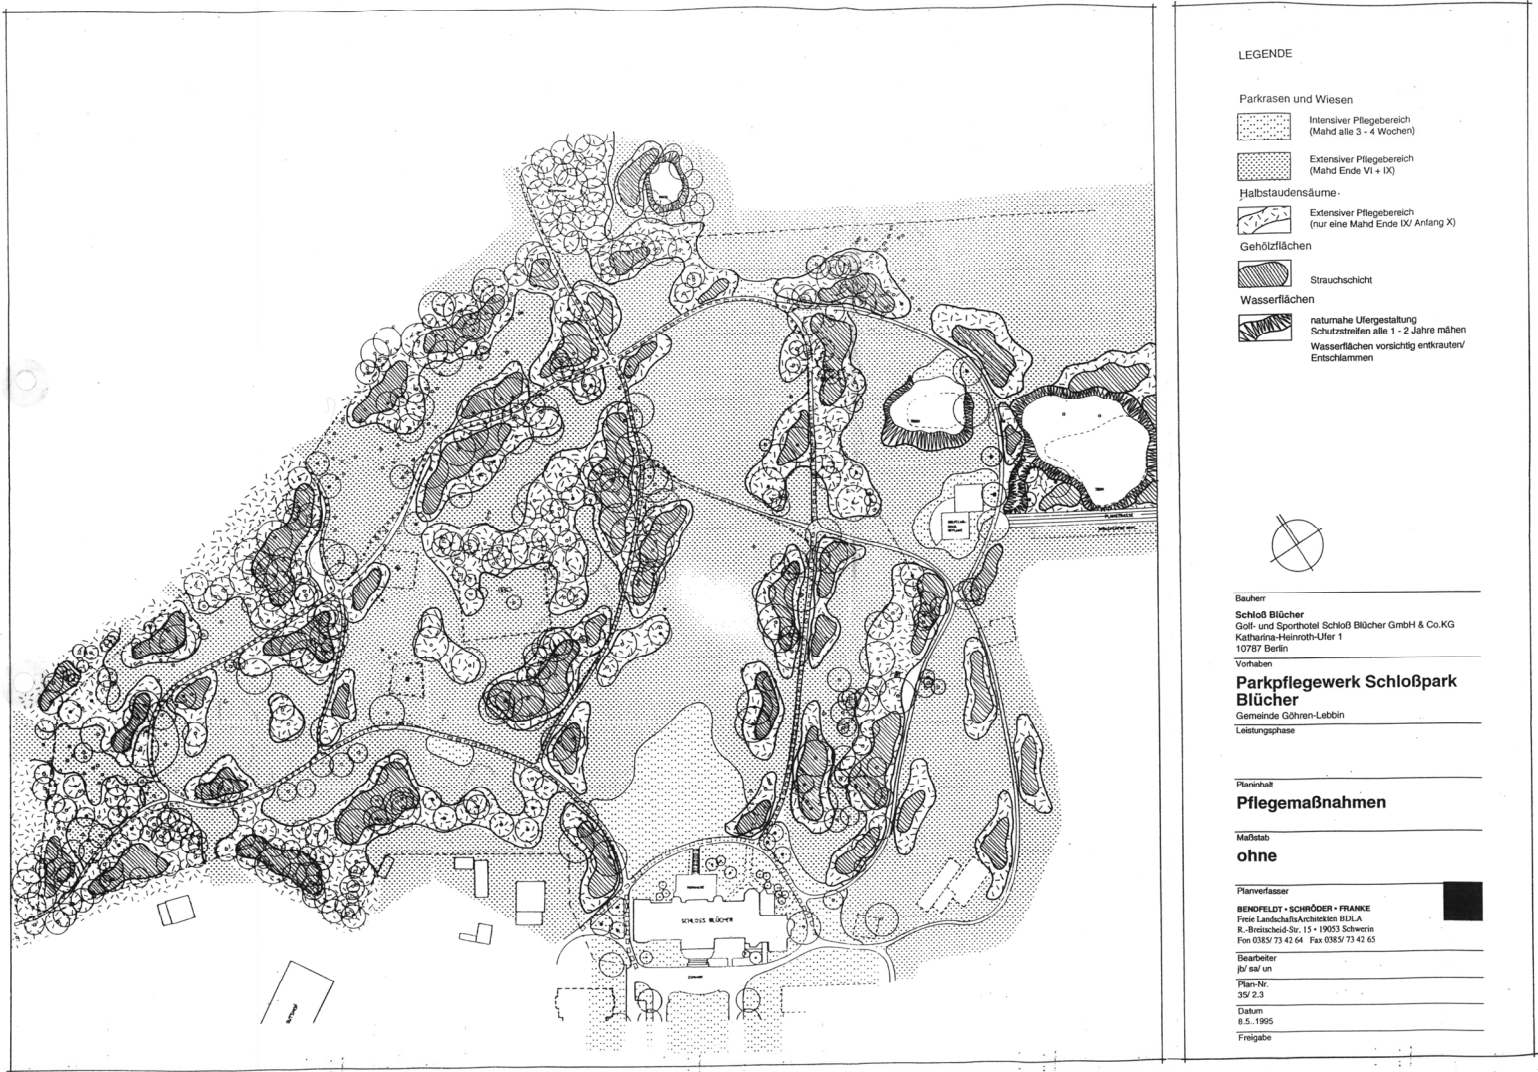 LEGENDE
Parkrasen und Wiesen
Intensiver Pflegebereich
(Mahd alle 3 - 4 Wochen)
Extensiver Pflegebereich
(Mahd Ende VI + IX)
Halbstaudensäume
Extensiver Pflegebereich
(nur eine Mahd Ende IX/ Anfang X)
Gehölzflächen
Strauchschicht
Wasserflächen
naturnahe Ufergestaltung
Schutzstreifen alle 1 - 2 Jahre mähen
Wasserflächen vorsichtig entkrauten/
Entschlammen
Bauherr
Schloß Blücher
Golf- und Sporthotel Schloß Blücher GmbH & Co.KG
Katharina-Heinroth-Ufer 1
10787 Berlin
Vorhaben
Parkpflegewerk Schloßpark
Blücher
Gemeinde Göhren-Lebbin
Leistungsphase
Planinhalt
Pflegemaßnahmen
Maßstab
ohne
Planverfasser
BENDFELDT • SCHRÖDER • FRANKE
Freie LandschaftsArchitekten BDLA
R.-Breitscheid-Str. 15 • 19053 Schwerin
Fon 0385/ 73 42 64 Fax 0385/ 73 42 65
Bearbeiter
jb/ sa/ un
Plan-Nr.
35/ 2.3
Datum
8.5..1995
Freigabe
PLANSTRASSE
SCHLOSS BLÜCHER